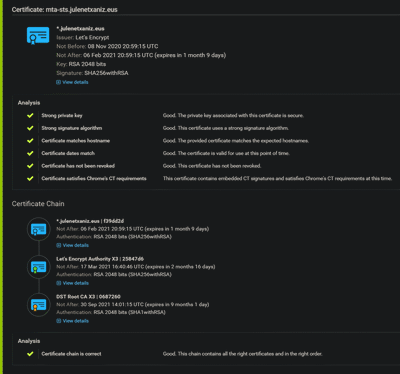 Certificate: mta-sts.julenetxaniz.eus
*.julenetxaniz.eus
Issuer: Let's Encrypt
Not Before: 08 Nov 2020 20:59:15 UTC
Not After: 06 Feb 2021 20:59:15 UTC (expires in 1 month 9 days)
Key: RSA 2048 bits
Signature: SHA256withRSA
View details
Analysis
Strong private key Good. The private key associated with this certificate is secure.
Strong signature algorithm Good. This certificate uses a strong signature algorithm.
Certificate matches hostname Good. The provided certificate matches the expected hostnames.
Certificate dates match Good. The certificate is valid for use at this point of time.
Certificate has not been revoked Good. This certificate has not been revoked.
Certificate satisfies Chrome's CT requirements This certificate contains embedded CT signatures and satisfies Chrome's CT requirements at this time.
Certificate Chain
*.julenetxaniz.eus | f39dd2d
Not After: 06 Feb 2021 20:59:15 UTC (expires in 1 month 9 days)
Authentication: RSA 2048 bits (SHA256withRSA)
View details
Let's Encrypt Authority X3 | 25847d6
Not After: 17 Mar 2021 16:40:46 UTC (expires in 2 months 16 days)
Authentication: RSA 2048 bits (SHA256withRSA)
View details
DST Root CA X3 | 0687260
Not After: 30 Sep 2021 14:01:15 UTC (expires in 9 months 1 day)
Authentication: RSA 2048 bits (SHA1withRSA)
View details
Analysis
Certificate chain is correct Good. This chain contains all the right certificates and in the right order.